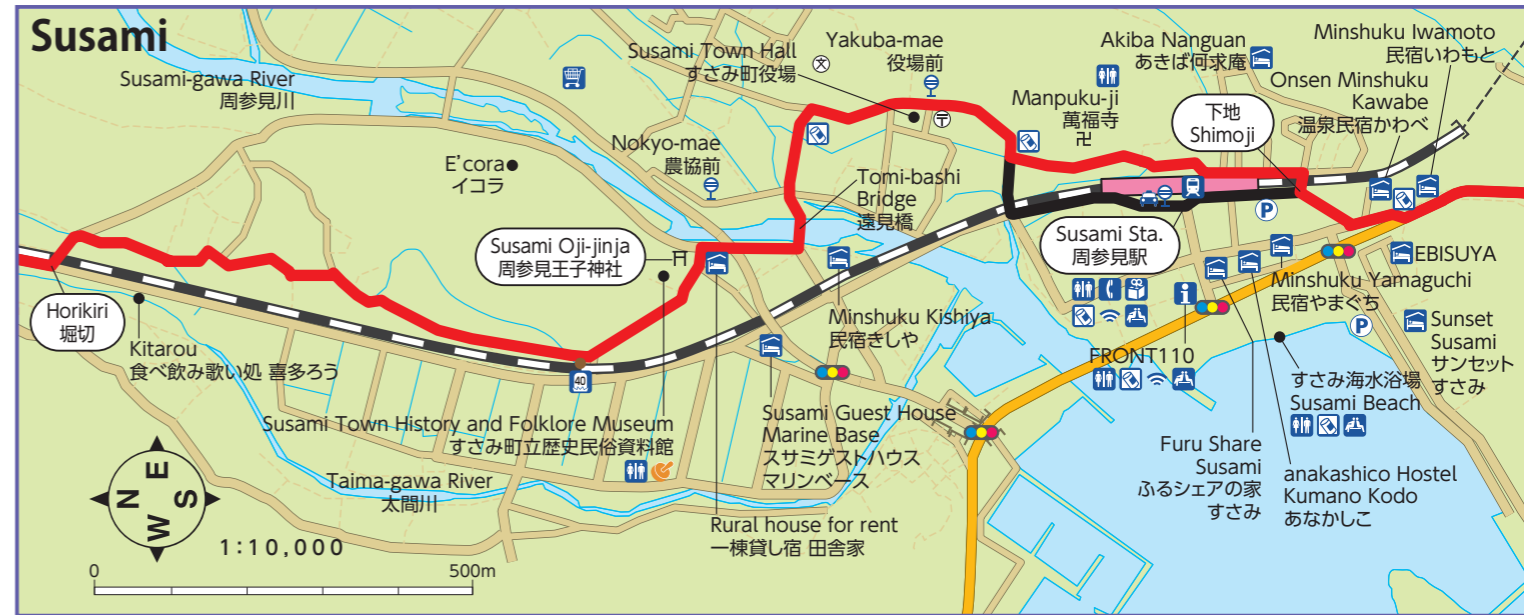 Susami
Susami-gawa River
周参見川
Susami Town Hall
すさみ町役場
Yakuba-mae
役場前
文
〒
Akiba Nanguan
あきば何求庵
Minshuku Iwamoto
民宿いわもと
Onsen Minshuku
Kawabe
温泉民宿かわべ
Manpuku-ji
萬福寺
卍
下地
Shimoji
Nokyo-mae
農協前
E'cora
イコラ
Tomi-bashi
Bridge
遠見橋
P
Susami Oji-jinja
周参見王子神社
Susami Sta.
周参見駅
EBISUYA
Horikiri
堀切
Kitarou
食べ飲み歌い処 喜多ろう
40
Minshuku Kishiya
民宿きしや
i
Minshuku Yamaguchi
民宿やまぐち
P
Sunset
Susami
サンセット
すさみ
FRONT110
すさみ海水浴場
Susami Beach
Susami Town History and Folklore Museum
すさみ町立歴史民俗資料館
Susami Guest House
Marine Base
スサミゲストハウス
マリンベース
Furu Share
Susami
ふるシェアの家
すさみ
anakashico Hostel
Kumano Kodo
あなかしこ
Taima-gawa River
太間川
Rural house for rent
一棟貸し宿 田舎家
N
E
S
W
1:10,000
0
500m